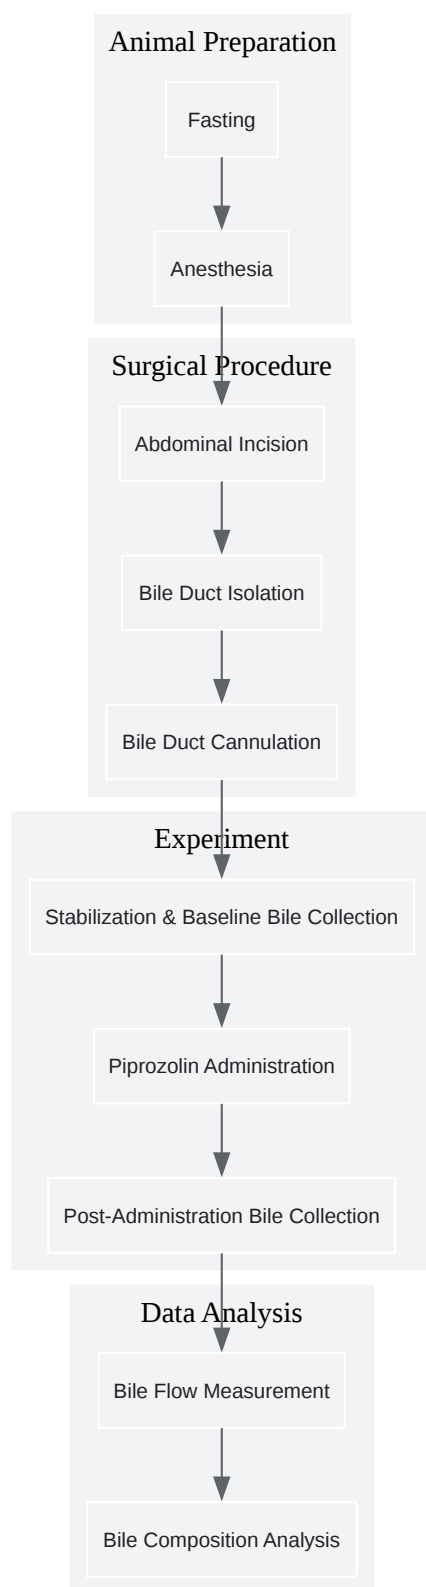 Animal Preparation
Fasting
Anesthesia
Surgical Procedure
Abdominal Incision
Bile Duct Isolation
Bile Duct Cannulation
Experiment
Stabilization & Baseline Bile Collection
Piprozolin Administration
Post-Administration Bile Collection
Data Analysis
Bile Flow Measurement
Bile Composition Analysis